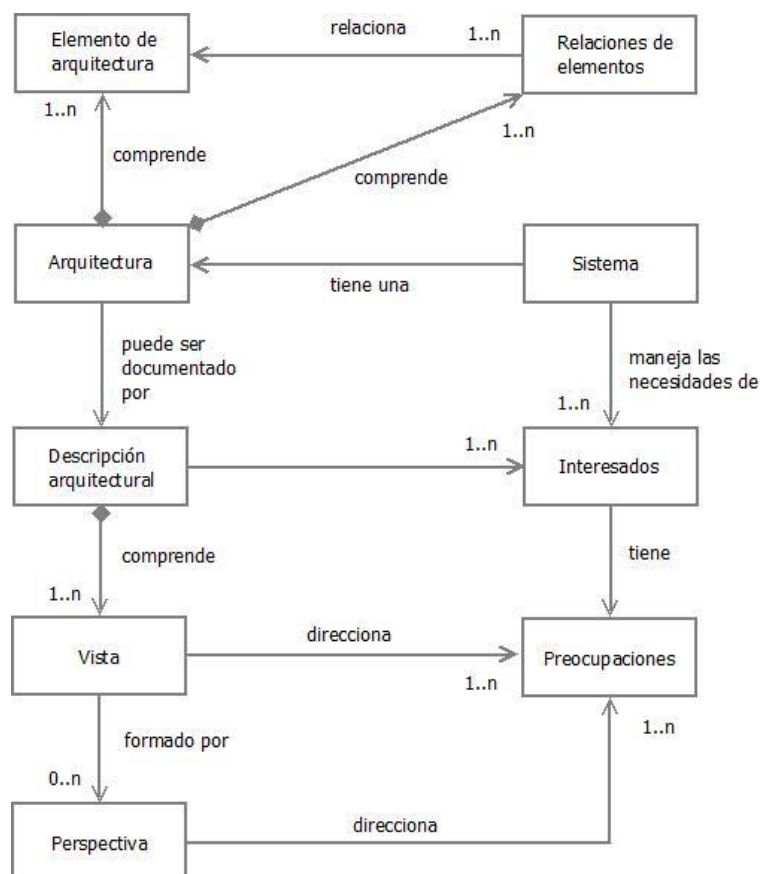 Elemento de
arquitectura
relaciona
1..n
Relaciones de
elementos
1..n
1..n
comprende
comprende
Arquitectura
tiene una
Sistema
puede ser
documentado
por
maneja las
necesidades de
1..n
Descripción
arquitectural
1..n
Interesados
comprende
tiene
1..n
Vista
direcciona
1..n
Preocupaciones
formado por
1..n
0..n
Perspectiva
direcciona